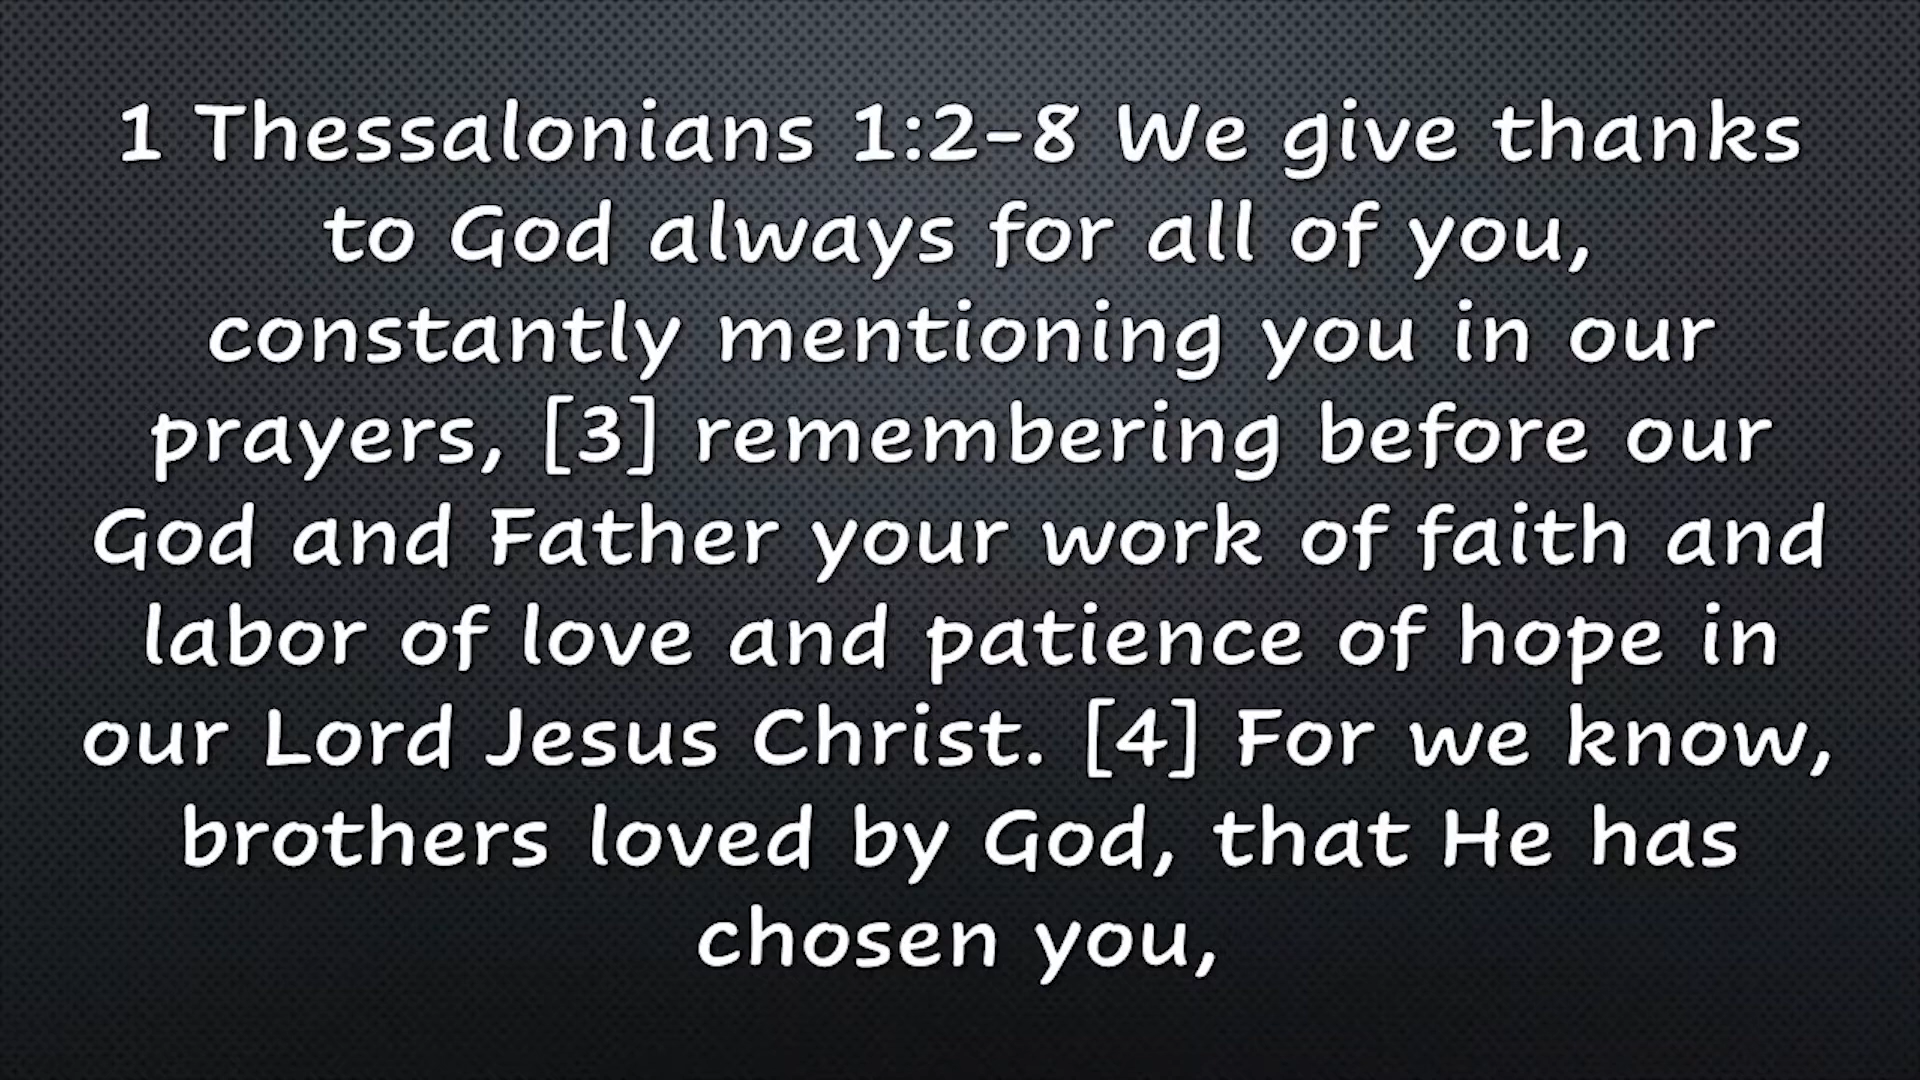 1 Thessalonians 1:2-8 We give thanks
to God always for all of you,
constantly mentioning you in our
prayers, [3] remembering before our
God and Father your work of faith and
labor of love and patience of hope in
our Lord Jesus Christ. [4] For we know,
brothers loved by God, that He has
chosen you,